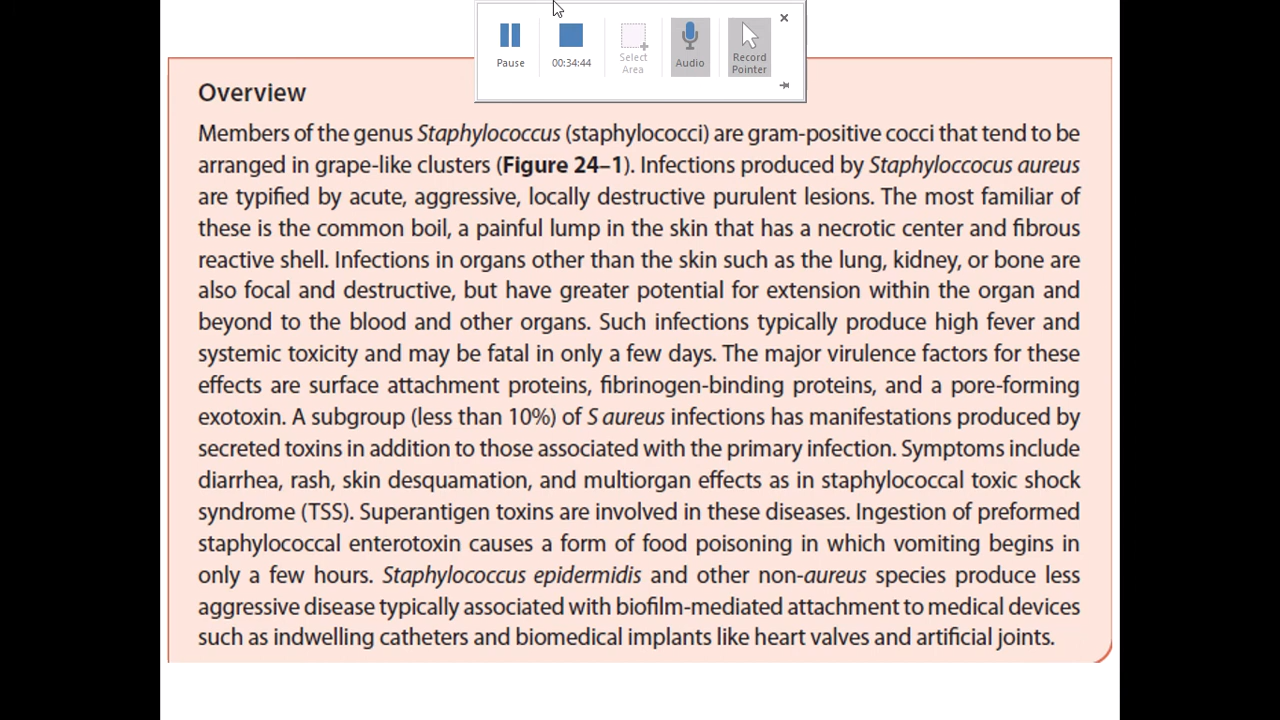 Pause
00:34:44
Select
Area
Audio
Record
Pointer
Overview
Members of the genus Staphylococcus (staphylococci) are gram-positive cocci that tend to be
arranged in grape-like clusters (Figure 24–1). Infections produced by Staphyloccocus aureus
are typified by acute, aggressive, locally destructive purulent lesions. The most familiar of
these is the common boil, a painful lump in the skin that has a necrotic center and fibrous
reactive shell. Infections in organs other than the skin such as the lung, kidney, or bone are
also focal and destructive, but have greater potential for extension within the organ and
beyond to the blood and other organs. Such infections typically produce high fever and
systemic toxicity and may be fatal in only a few days. The major virulence factors for these
effects are surface attachment proteins, fibrinogen-binding proteins, and a pore-forming
exotoxin. A subgroup (less than 10%) of S aureus infections has manifestations produced by
secreted toxins in addition to those associated with the primary infection. Symptoms include
diarrhea, rash, skin desquamation, and multiorgan effects as in staphylococcal toxic shock
syndrome (TSS). Superantigen toxins are involved in these diseases. Ingestion of preformed
staphylococcal enterotoxin causes a form of food poisoning in which vomiting begins in
only a few hours. Staphylococcus epidermidis and other non-aureus species produce less
aggressive disease typically associated with biofilm-mediated attachment to medical devices
such as indwelling catheters and biomedical implants like heart valves and artificial joints.